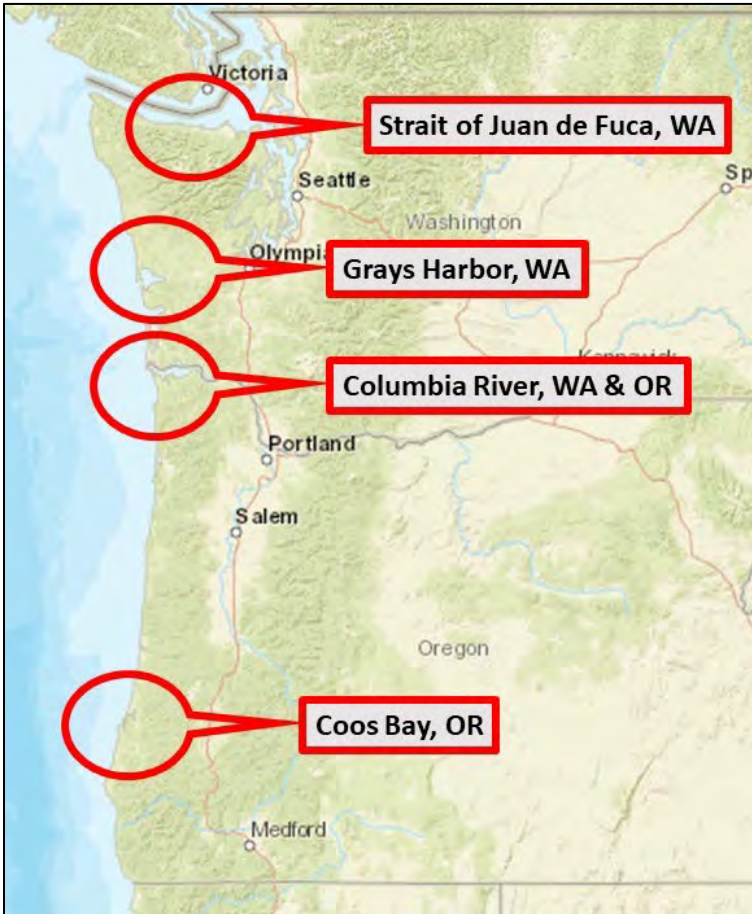 Victoria
Strait of Juan de Fuca, WA
Seattle
Sp
Washington
Olympia
Grays Harbor, WA
Columbia River, WA & OR
Portland
Salem
Oregon
Coos Bay, OR
Medford